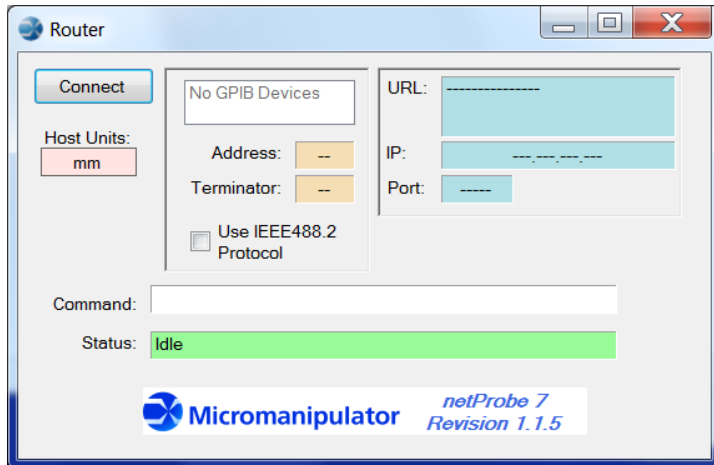 Router
Connect
Host Units:
mm
No GPIB Devices
Address: --
Terminator: --
Use IEEE488.2
Protocol
URL: ---------------
IP: ---.---.---.---
Port: -----
Command:
Status: Idle
Micromanipulator
netProbe 7
Revision 1.1.5